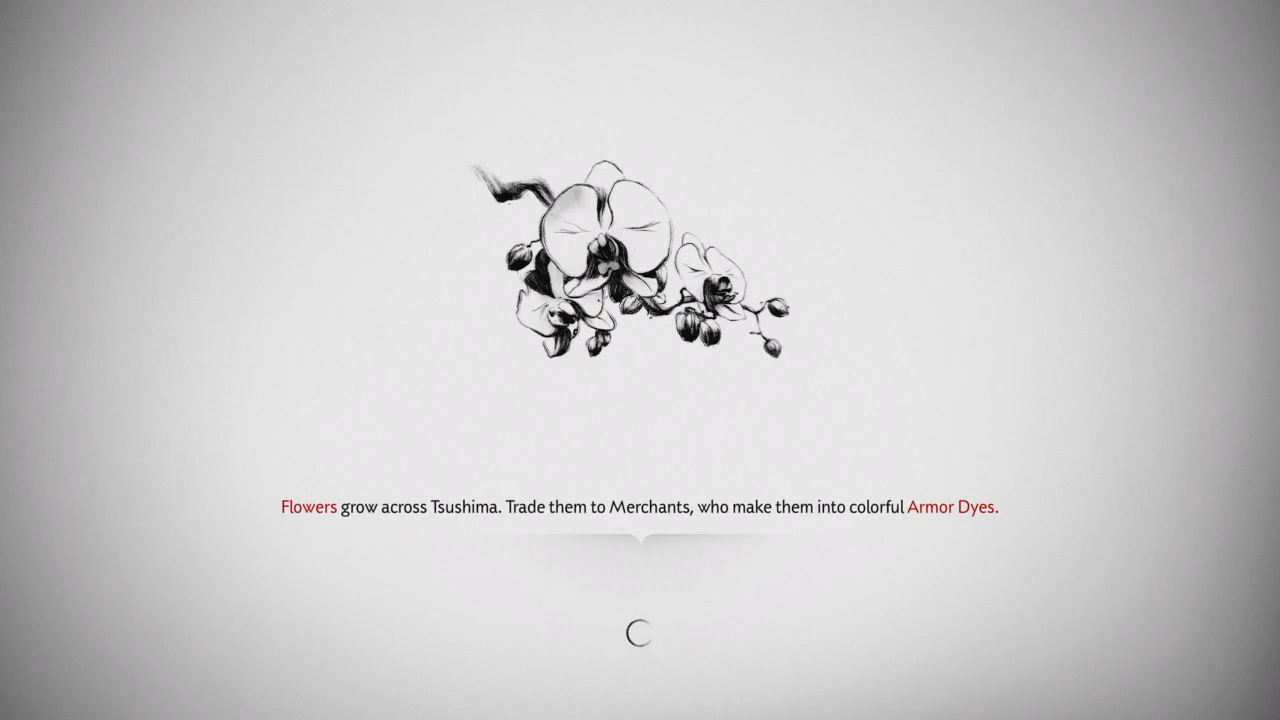 Flowers grow across Tsushima. Trade them to Merchants, who make them into colorful Armor Dyes.